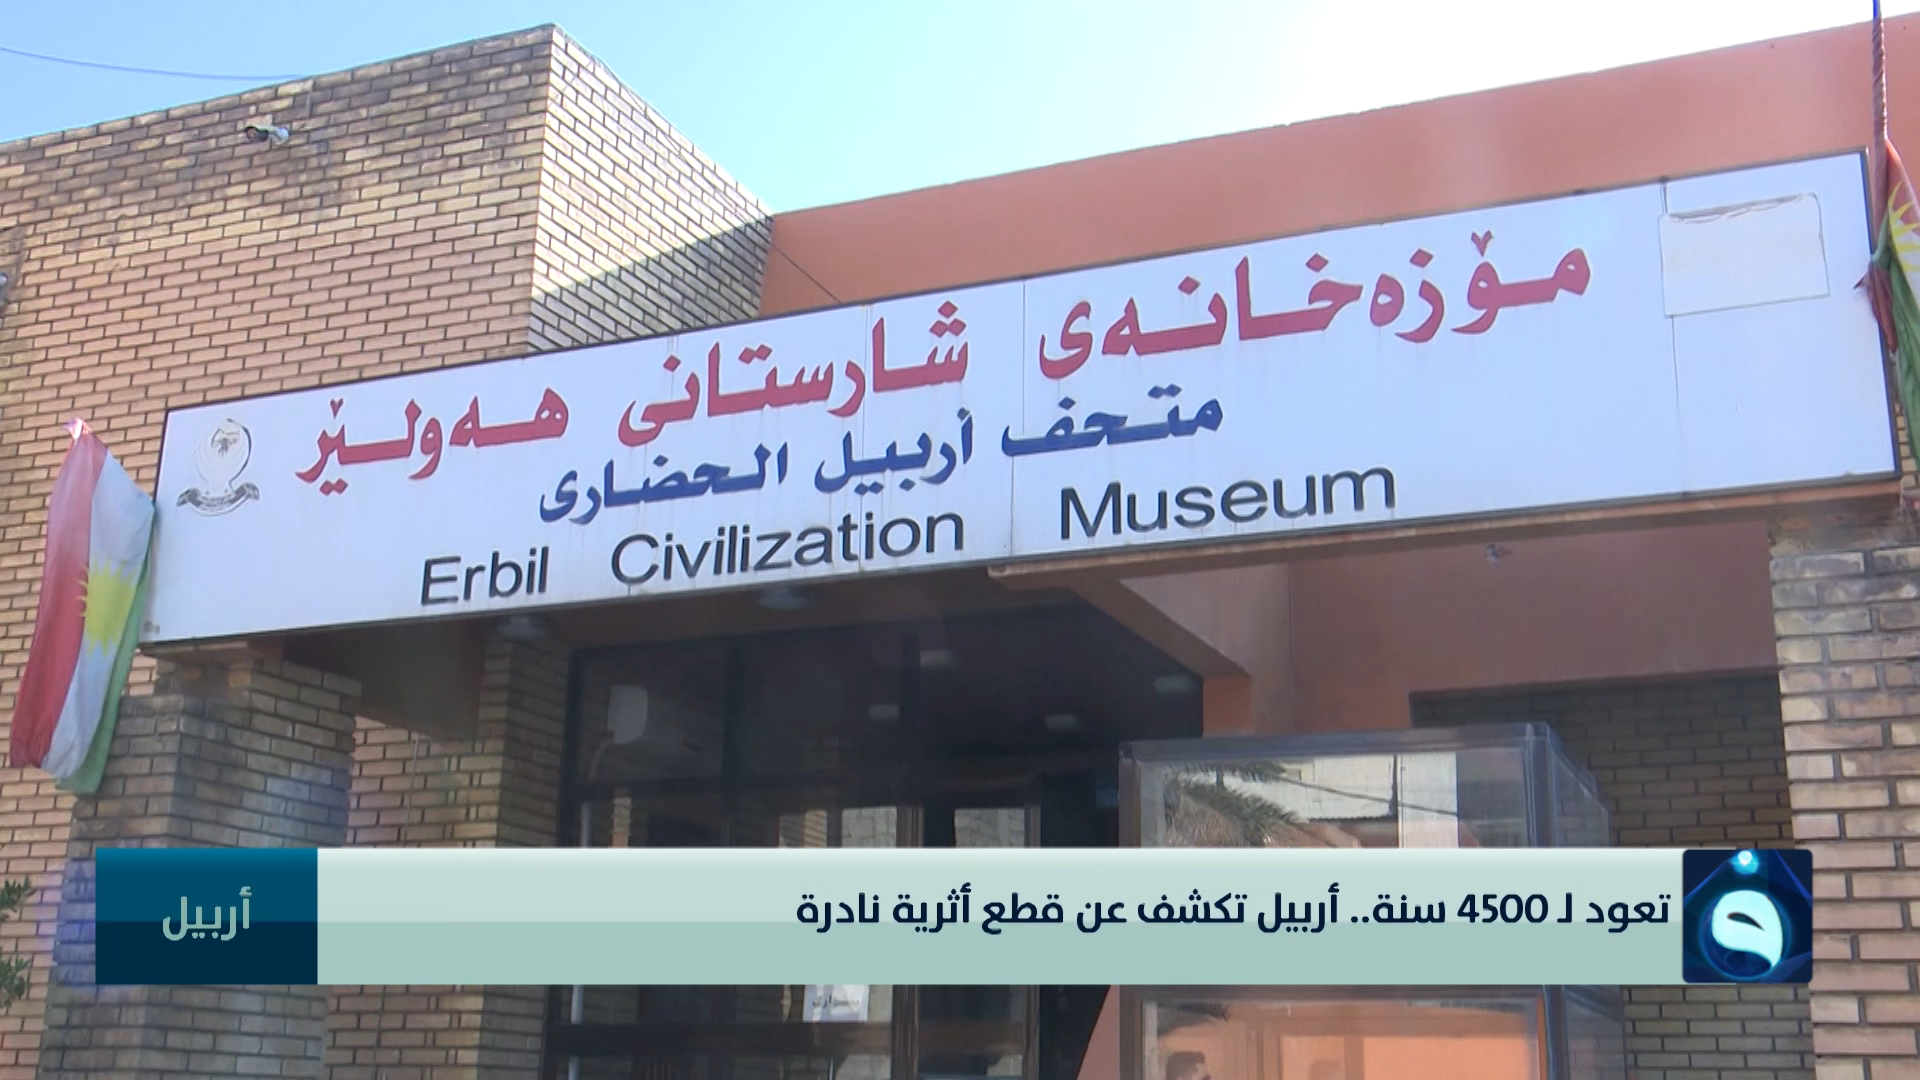 مۆزەخانەی شارستانی هەولێر
متحف أربيل الحضاری
Erbil Civilization Museum
تعود لـ 4500 سنة.. أربيل تكشف عن قطع أثرية نادرة
أربيل